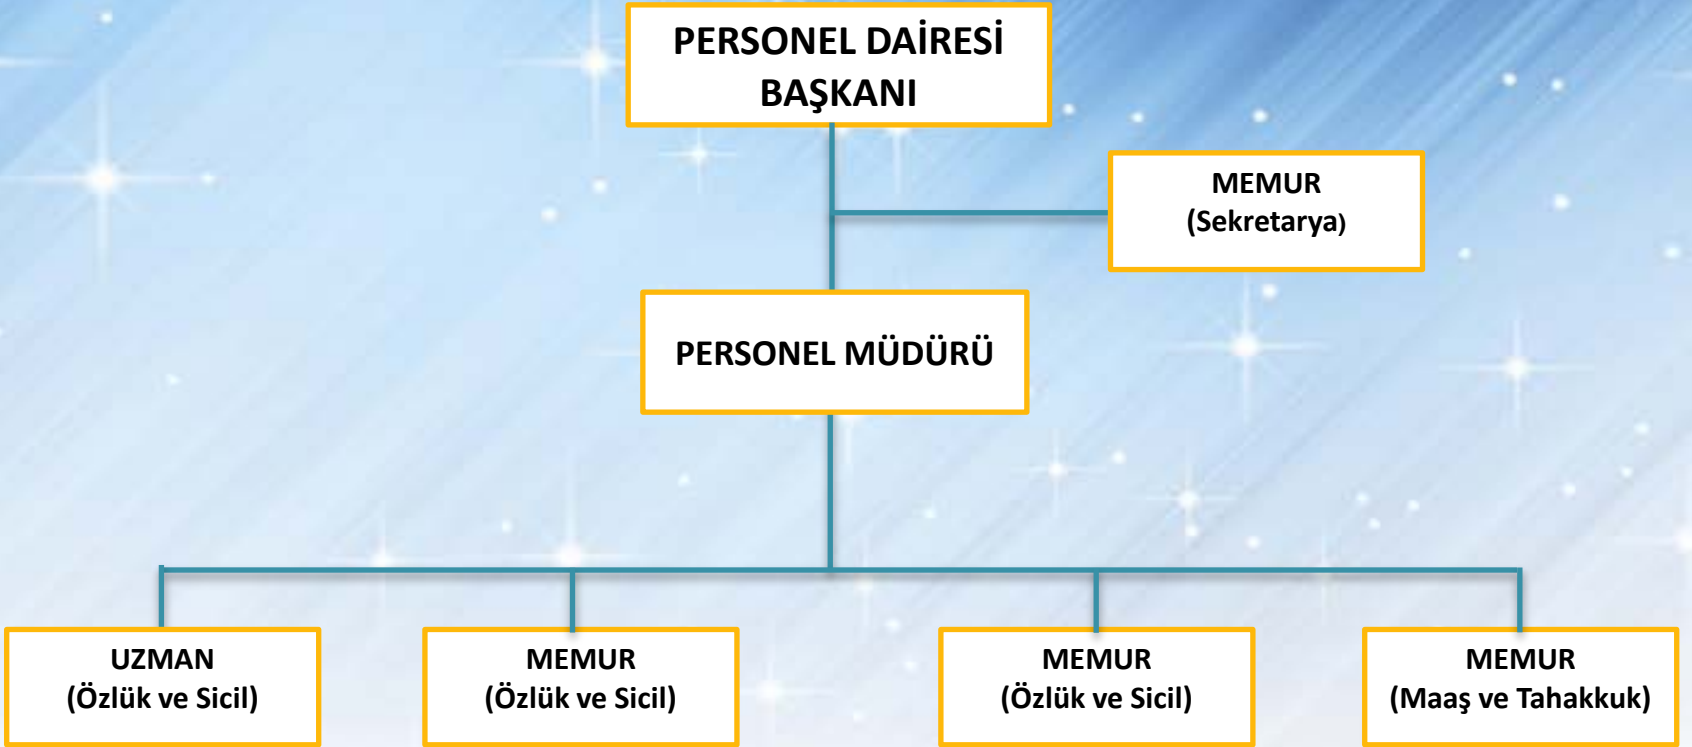 PERSONEL DAİRESİ
BAŞKANI
MEMUR
(Sekretarya)
PERSONEL MÜDÜRÜ
UZMAN
(Özlük ve Sicil)
MEMUR
(Özlük ve Sicil)
MEMUR
(Özlük ve Sicil)
MEMUR
(Maaş ve Tahakkuk)